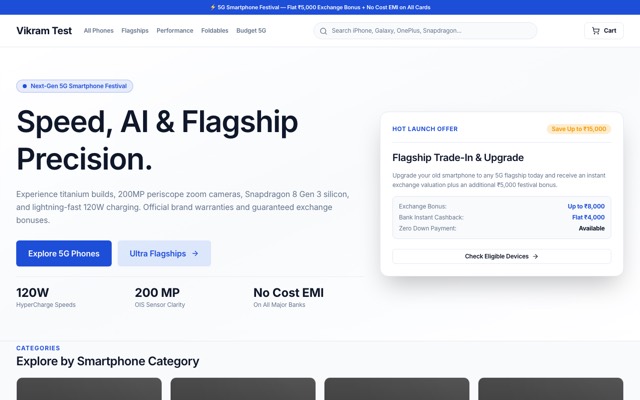 ⚡ 5G Smartphone Festival — Flat ₹5,000 Exchange Bonus + No Cost EMI on All Cards
Vikram Test
All Phones
Flagships
Performance
Foldables
Budget 5G
Search iPhone, Galaxy, OnePlus, Snapdragon...
Cart
Next-Gen 5G Smartphone Festival
Speed, AI & Flagship
Precision.
Experience titanium builds, 200MP periscope zoom cameras, Snapdragon 8 Gen 3 silicon,
and lightning-fast 120W charging. Official brand warranties and guaranteed exchange
bonuses.
Explore 5G Phones
Ultra Flagships →
120W
HyperCharge Speeds
200 MP
OIS Sensor Clarity
No Cost EMI
On All Major Banks
HOT LAUNCH OFFER
Save Up to ₹15,000
Flagship Trade-In & Upgrade
Upgrade your old smartphone to any 5G flagship today and receive an instant
exchange valuation plus an additional ₹5,000 festival bonus.
Exchange Bonus: Up to ₹8,000
Bank Instant Cashback: Flat ₹4,000
Zero Down Payment: Available
Check Eligible Devices →
CATEGORIES
Explore by Smartphone Category